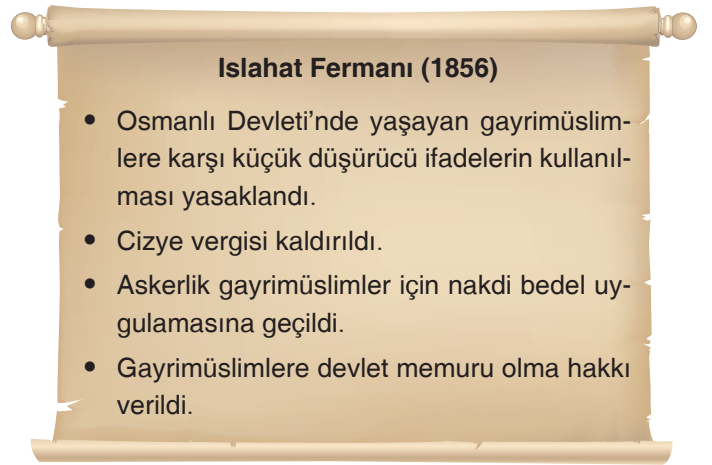 Islahat Fermanı (1856)
• Osmanlı Devleti’nde yaşayan gayrimüslim-
lere karşı küçük düşürücü ifadelerin kullanıl-
ması yasaklandı.
• Cizye vergisi kaldırıldı.
• Askerlik gayrimüslimler için nakdi bedel uy-
gulamasına geçildi.
• Gayrimüslimlere devlet memuru olma hakkı
verildi.